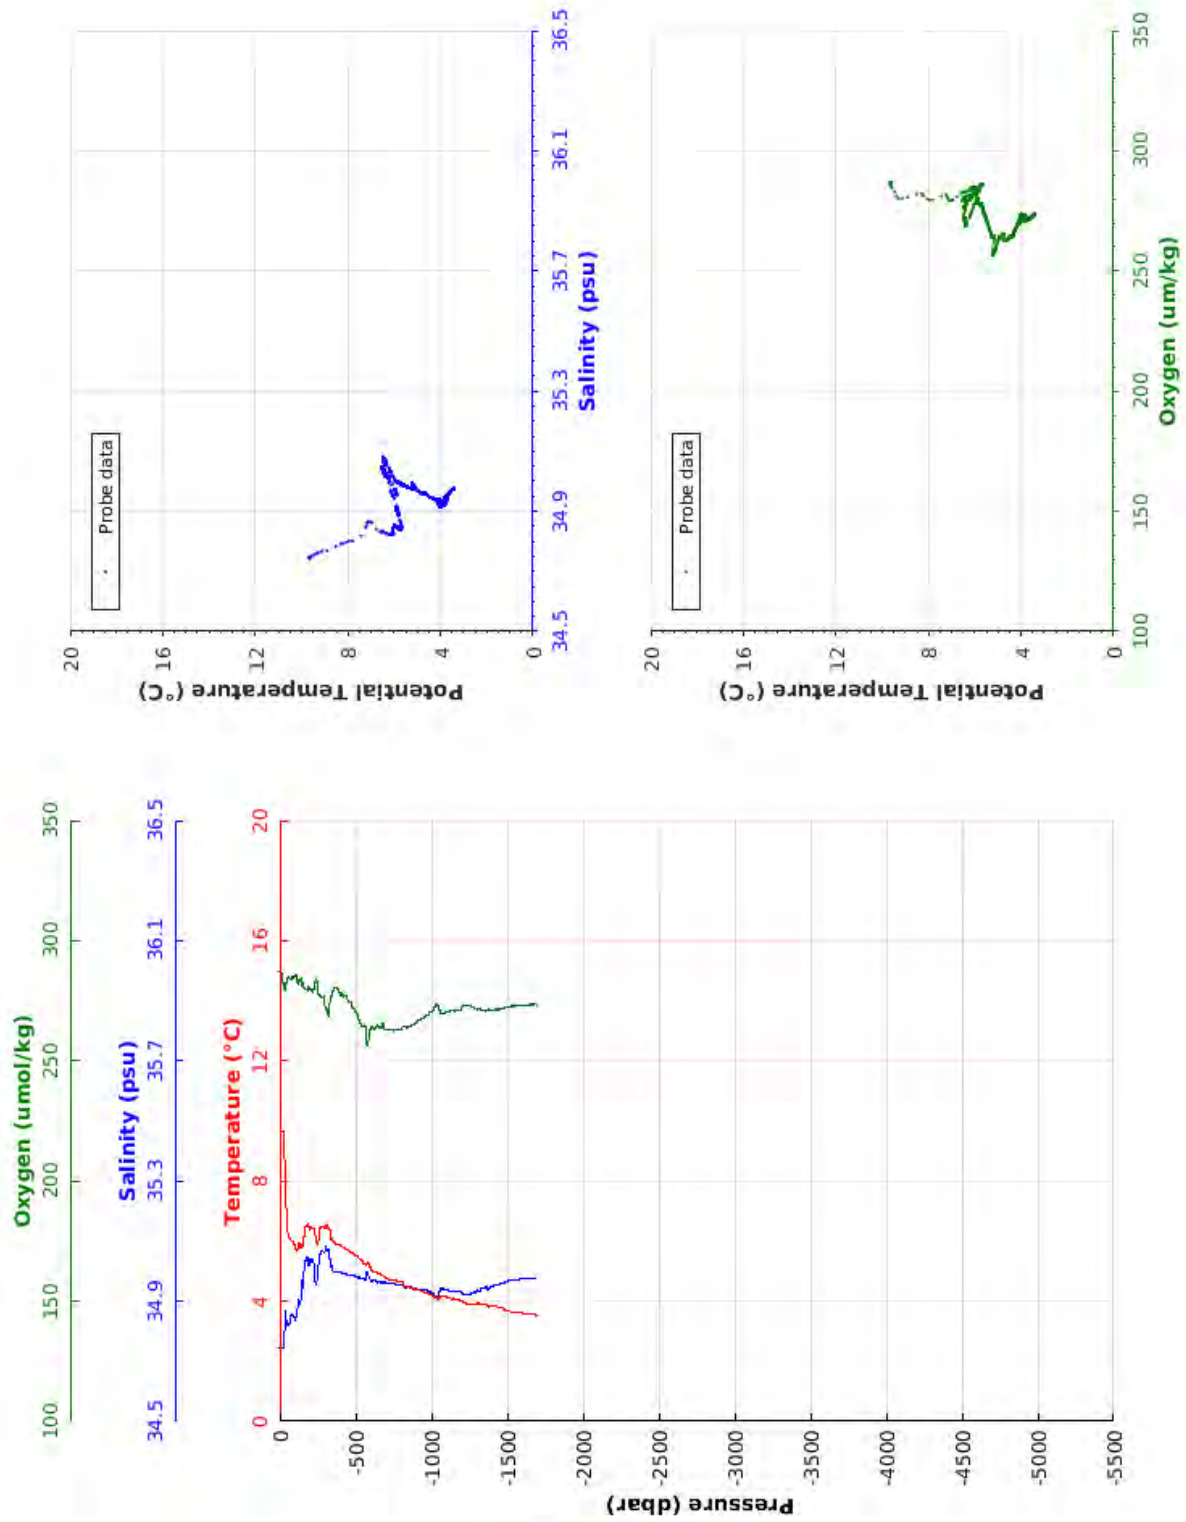 Oxygen (umol/kg)
100 150 200 250 300 350
Salinity (psu)
34.5 34.9 35.3 35.7 36.1 36.5
Temperature (°C)
0 4 8 12 16 20
Pressure (dbar)
0
-500
-1000
-1500
-2000
-2500
-3000
-3500
-4000
-4500
-5000
-5500
Potential Temperature (°C)
20
16
12
8
4
0
Probe data
34.5 34.9 35.3 35.7 36.1 36.5
Salinity (psu)
Potential Temperature (°C)
20
16
12
8
4
0
Probe data
100 150 200 250 300 350
Oxygen (um/kg)